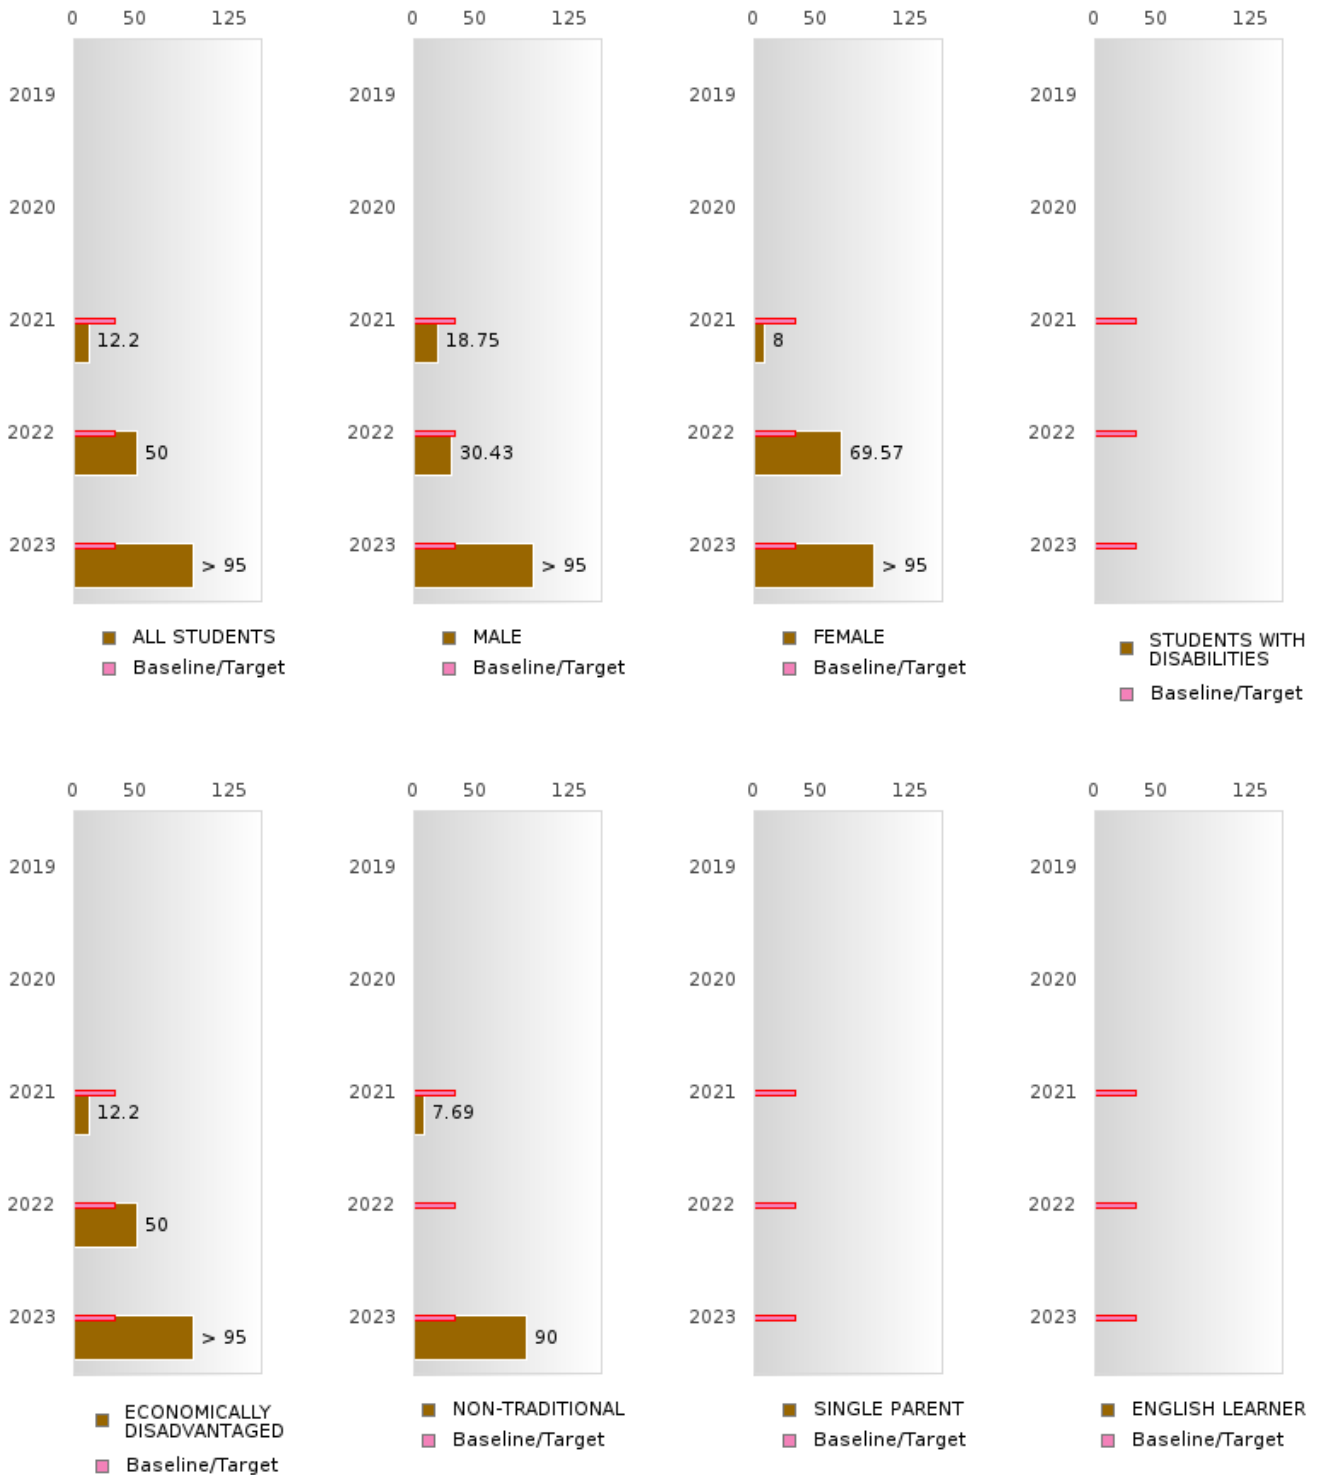 0 50 125
2019
2020
2021
12.2
2022
50
2023
> 95
ALL STUDENTS
Baseline/Target
0 50 125
2019
2020
2021
18.75
2022
30.43
2023
> 95
MALE
Baseline/Target
0 50 125
2019
2020
2021
8
2022
69.57
2023
> 95
FEMALE
Baseline/Target
0 50 125
2019
2020
2021
2022
2023
STUDENTS WITH
DISABILITIES
Baseline/Target
0 50 125
2019
2020
2021
12.2
2022
50
2023
> 95
ECONOMICALLY
DISADVANTAGED
Baseline/Target
0 50 125
2019
2020
2021
7.69
2022
2023
90
NON-TRADITIONAL
Baseline/Target
0 50 125
2019
2020
2021
2022
2023
SINGLE PARENT
Baseline/Target
0 50 125
2019
2020
2021
2022
2023
ENGLISH LEARNER
Baseline/Target